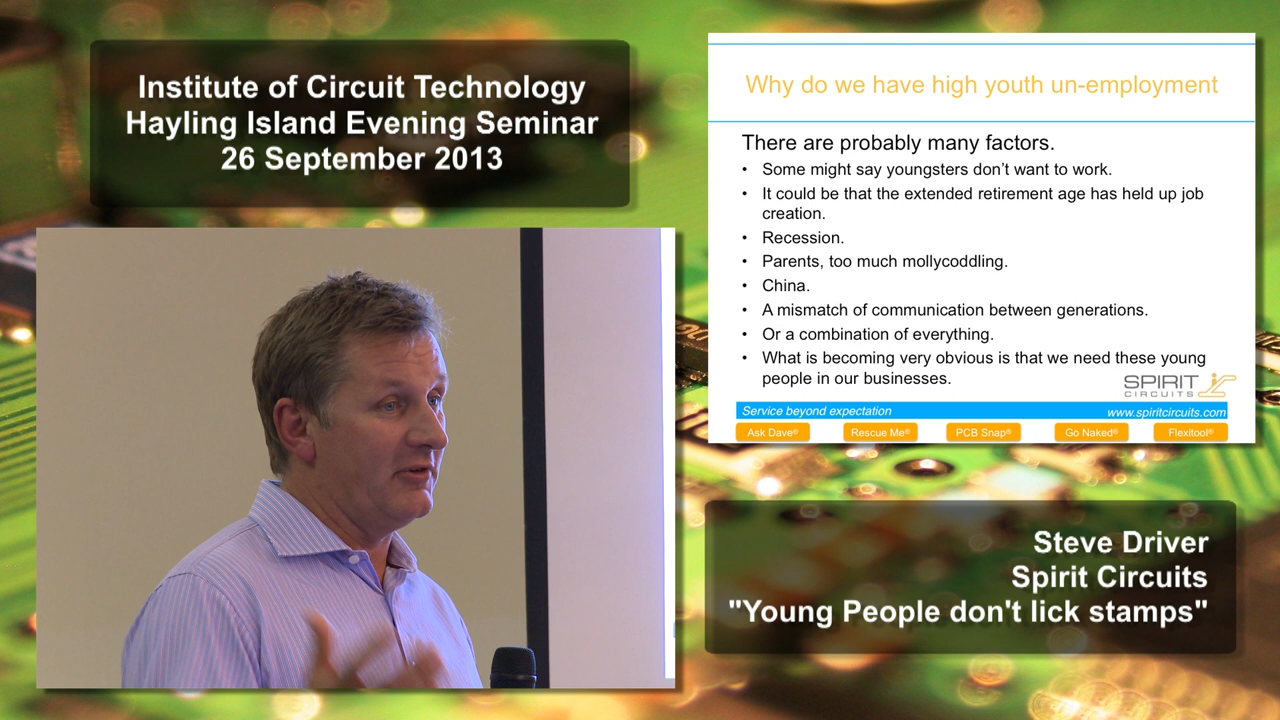 Institute of Circuit Technology
Hayling Island Evening Seminar
26 September 2013
Why do we have high youth un-employment
There are probably many factors.
• Some might say youngsters don’t want to work.
• It could be that the extended retirement age has held up job
creation.
• Recession.
• Parents, too much mollycoddling.
• China.
• A mismatch of communication between generations.
• Or a combination of everything.
• What is becoming very obvious is that we need these young
people in our businesses.
SPIRIT
CIRCUITS
Service beyond expectation
www.spiritcircuits.com
Ask Dave® Rescue Me® PCB Snap® Go Naked® Flexitool®
Steve Driver
Spirit Circuits
"Young People don't lick stamps"